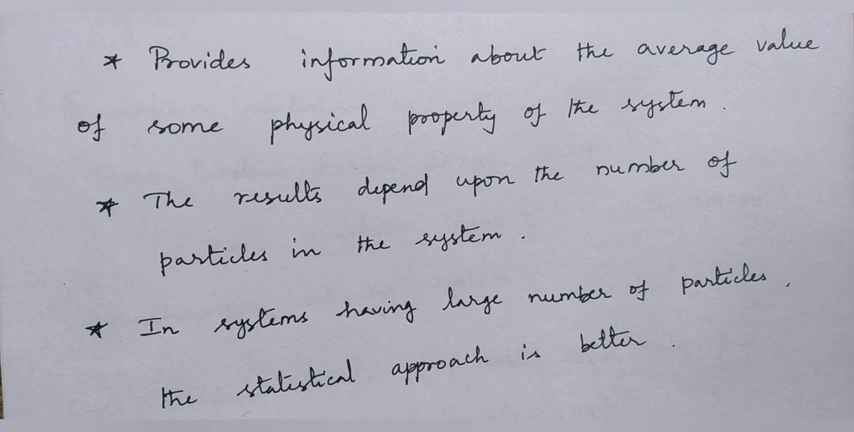 * Provides information about the average value
of some physical property of the system.
* The results depend upon the number of
particles in the system.
* In systems having large number of particles,
the statistical approach is better.